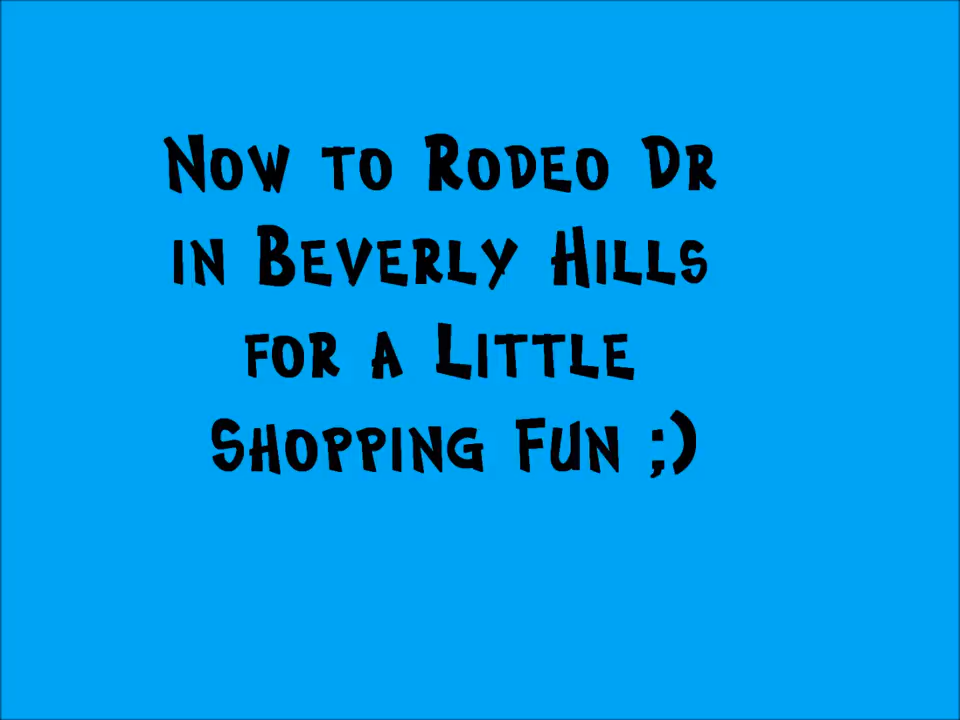 Now to Rodeo Dr
in Beverly Hills
for a Little
Shopping Fun ;)